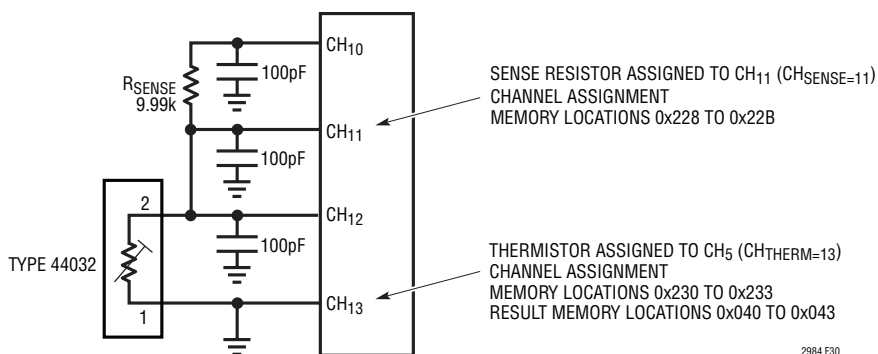 CH10
100pF
RSENSE
9.99k
SENSE RESISTOR ASSIGNED TO CH11 (CHSENSE=11)
CHANNEL ASSIGNMENT
MEMORY LOCATIONS 0x228 TO 0x22B
CH11
100pF
2
CH12
100pF
TYPE 44032
THERMISTOR ASSIGNED TO CH5 (CHTHERM=13)
CHANNEL ASSIGNMENT
MEMORY LOCATIONS 0x230 TO 0x233
RESULT MEMORY LOCATIONS 0x040 TO 0x043
1
CH13
2984 F30